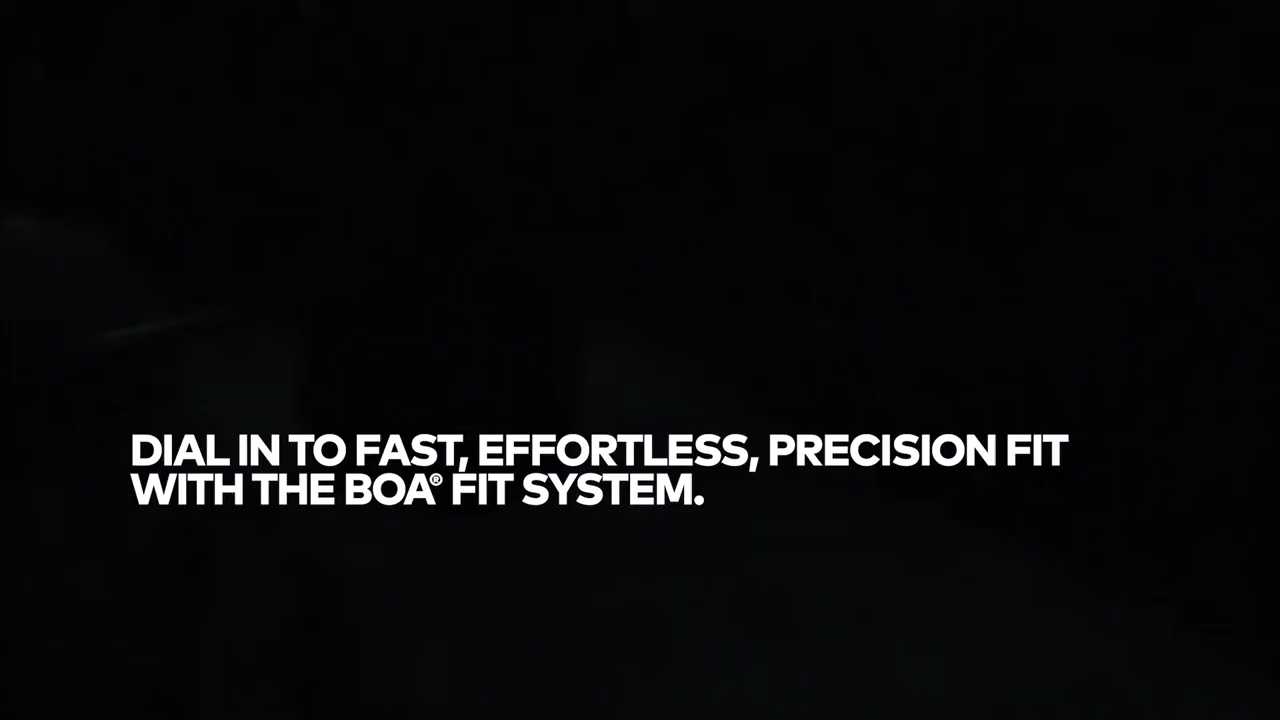 DIAL IN TO FAST, EFFORTLESS, PRECISION FIT
WITH THE BOA® FIT SYSTEM.